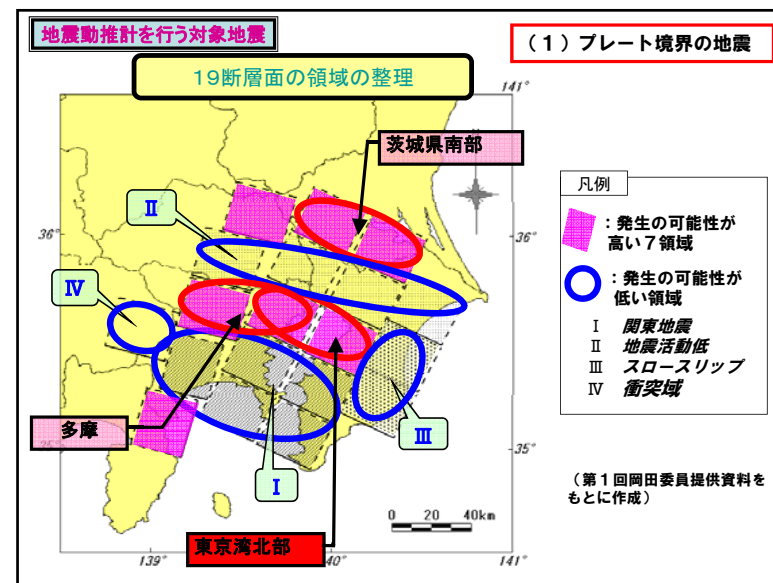 地震動推計を行う対象地震
(1)プレート境界の地震
19断層面の領域の整理
141°
茨城県南部
凡例
:発生の可能性が
高い7領域
:発生の可能性が
低い領域
Ⅰ 関東地震
Ⅱ 地震活動低
Ⅲ スロースリップ
Ⅳ 衝突域
Ⅱ
36°
36°
Ⅳ
多摩
Ⅲ
35°
35°
Ⅰ
(第1回岡田委員提供資料を
もとに作成)
0 20 40km
東京湾北部
139°
140°
141°